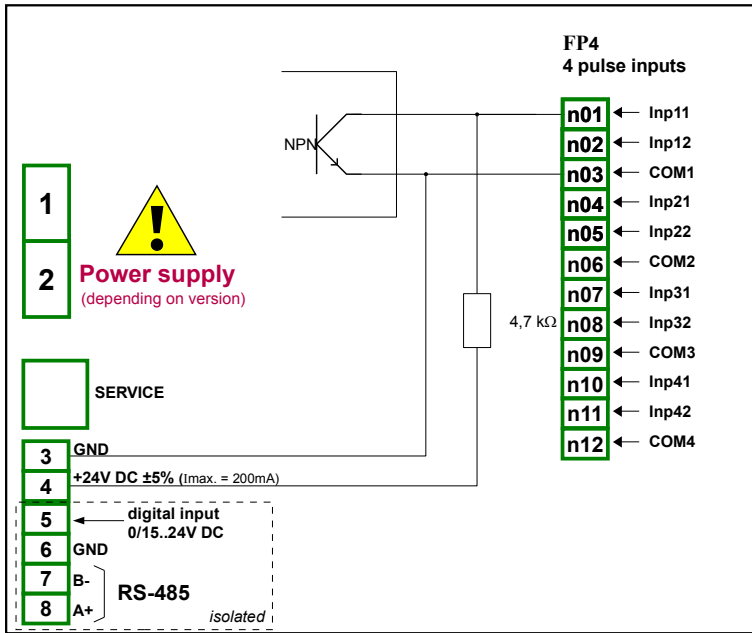 FP4
4 pulse inputs
NPN
n01 Inp11
n02 Inp12
n03 COM1
n04 Inp21
n05 Inp22
n06 COM2
n07 Inp31
n08 Inp32
n09 COM3
n10 Inp41
n11 Inp42
n12 COM4
4,7 kΩ
1
2
!
Power supply
(depending on version)
SERVICE
3 GND
4 +24V DC ±5% (Imax. = 200mA)
5 digital input
0/15..24V DC
6 GND
7 B-
RS-485
8 A+
isolated